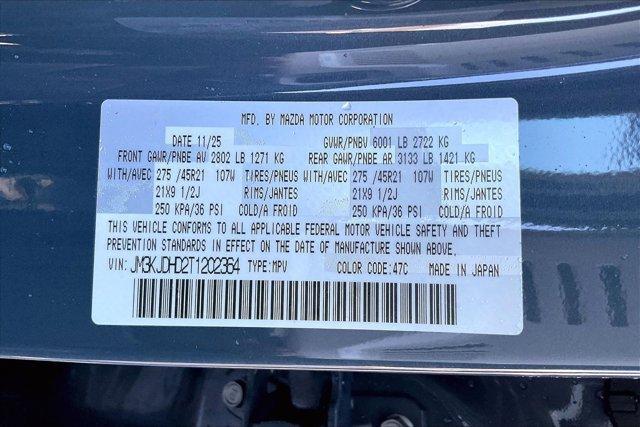 MFD. BY MAZDA MOTOR CORPORATION
DATE 11/25 GVWR/PNBV 6001 LB 2722 KG
FRONT GAWR/PNBE AV 2802 LB 1271 KG REAR GAWR/PNBE AR 3133 LB 1421 KG
WITH/AVEC 275 /45R21 107W TIRES/PNEUS WITH/AVEC 275 /45R21 107W TIRES/PNEUS
21X9 1/2J RIMS/JANTES 21X9 1/2J RIMS/JANTES
250 KPA/36 PSI COLD/A FROID 250 KPA/36 PSI COLD/A FROID
THIS VEHICLE CONFORMS TO ALL APPLICABLE FEDERAL MOTOR VEHICLE SAFETY AND THEFT
PREVENTION STANDARDS IN EFFECT ON THE DATE OF MANUFACTURE SHOWN ABOVE.
VIN: JM3KJDHD2T1202364 TYPE:MPV COLOR CODE:47C MADE IN JAPAN